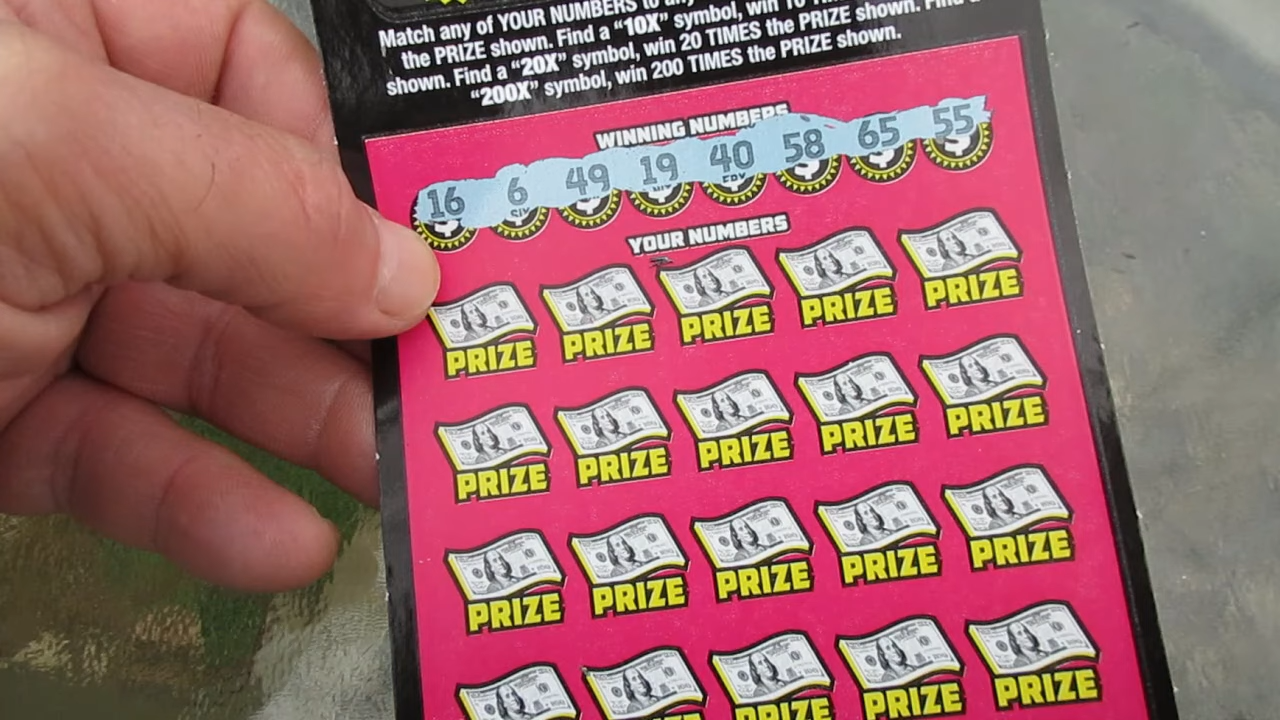 Match any of YOUR NUMBERS to any
the PRIZE shown. Find a “10X” symbol, win 10
shown. Find a “20X” symbol, win 20 TIMES the PRIZE shown. Find a
“200X” symbol, win 200 TIMES the PRIZE shown.
WINNING NUMBERS
16 6 49 19 40 58 65 55
SIX
YOUR NUMBERS
PRIZE PRIZE PRIZE PRIZE PRIZE
PRIZE PRIZE PRIZE PRIZE PRIZE
PRIZE PRIZE PRIZE PRIZE PRIZE
PRIZE PRIZE PRIZE PRIZE